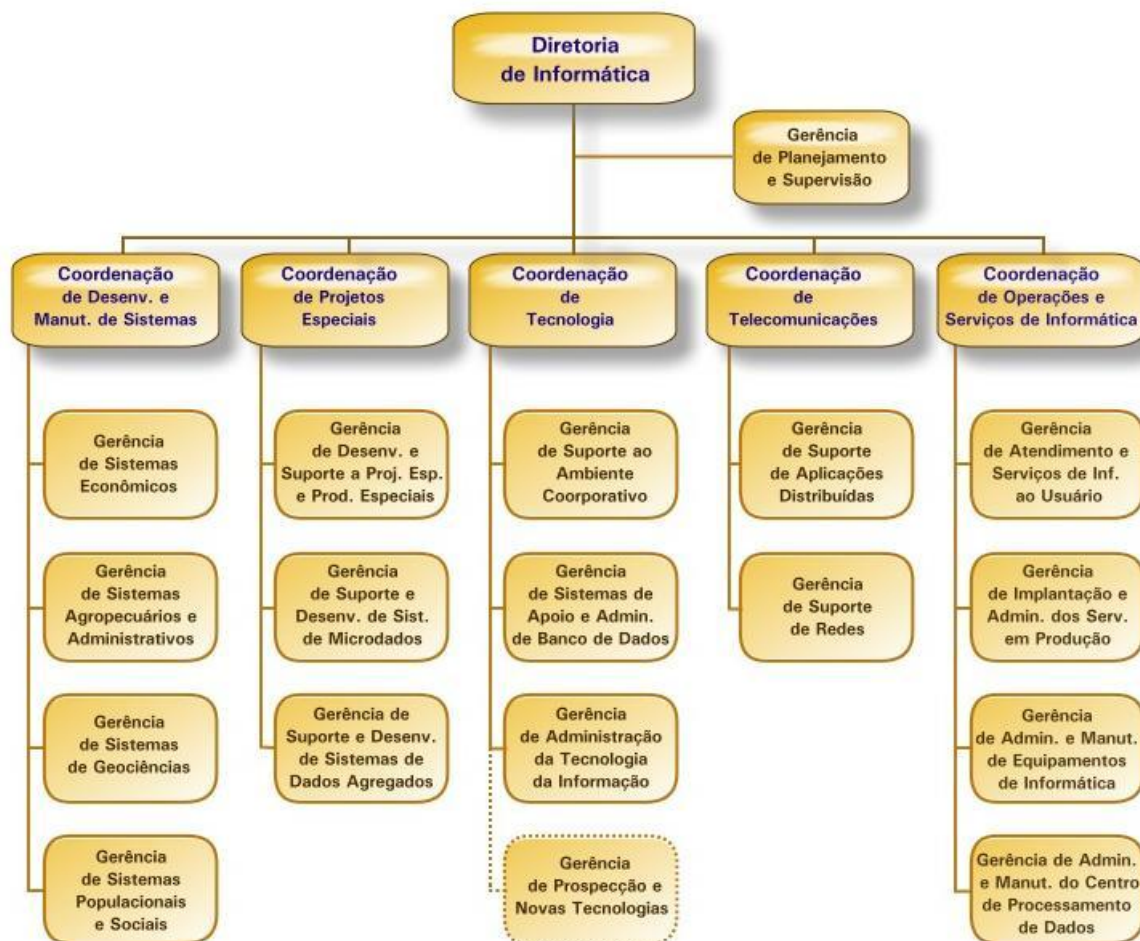 Diretoria
de Informática
Gerência
de Planejamento
e Supervisão
Coordenação
de Desenv. e
Manut. de Sistemas
Gerência
de Sistemas
Econômicos
Gerência
de Sistemas
Agropecuários e
Administrativos
Gerência
de Sistemas
de Geociências
Gerência
de Sistemas
Populacionais
e Sociais
Coordenação
de Projetos
Especiais
Gerência
de Desenv. e
Suporte a Proj. Esp.
e Prod. Especiais
Gerência
de Suporte e
Desenv. de Sist.
de Microdados
Gerência de
Suporte e Desenv.
de Sistemas de
Dados Agregados
Coordenação
de
Tecnologia
Gerência
de Suporte ao
Ambiente
Coorporativo
Gerência
de Sistemas de
Apoio e Admin.
de Banco de Dados
Gerência
de Administração
da Tecnologia
da Informação
Gerência
de Prospecção e
Novas Tecnologias
Coordenação
de
Telecomunicações
Gerência
de Suporte
de Aplicações
Distribuídas
Gerência
de Suporte
de Redes
Coordenação
de Operações e
Serviços de Informática
Gerência
de Atendimento e
Serviços de Inf.
ao Usuário
Gerência
de Implantação e
Admin. dos Serv.
em Produção
Gerência
de Admin. e Manut.
de Equipamentos
de Informática
Gerência de Admin.
e Manut. do Centro
de Processamento
de Dados